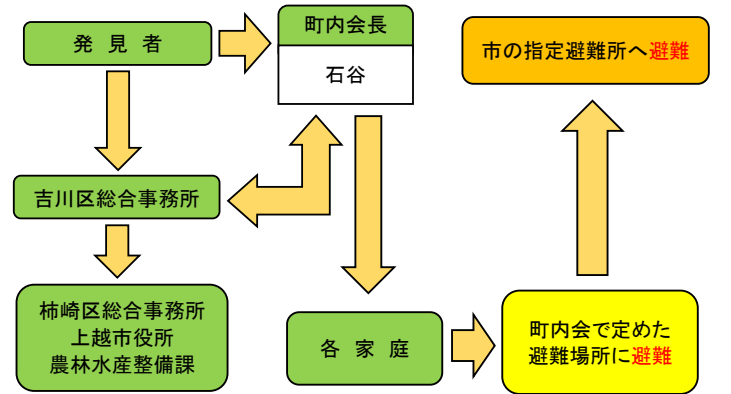 発見者
町内会長
石谷
市の指定避難所へ避難
吉川区総合事務所
柿崎区総合事務所
上越市役所
農林水産整備課
各家庭
町内会で定めた
避難場所に避難